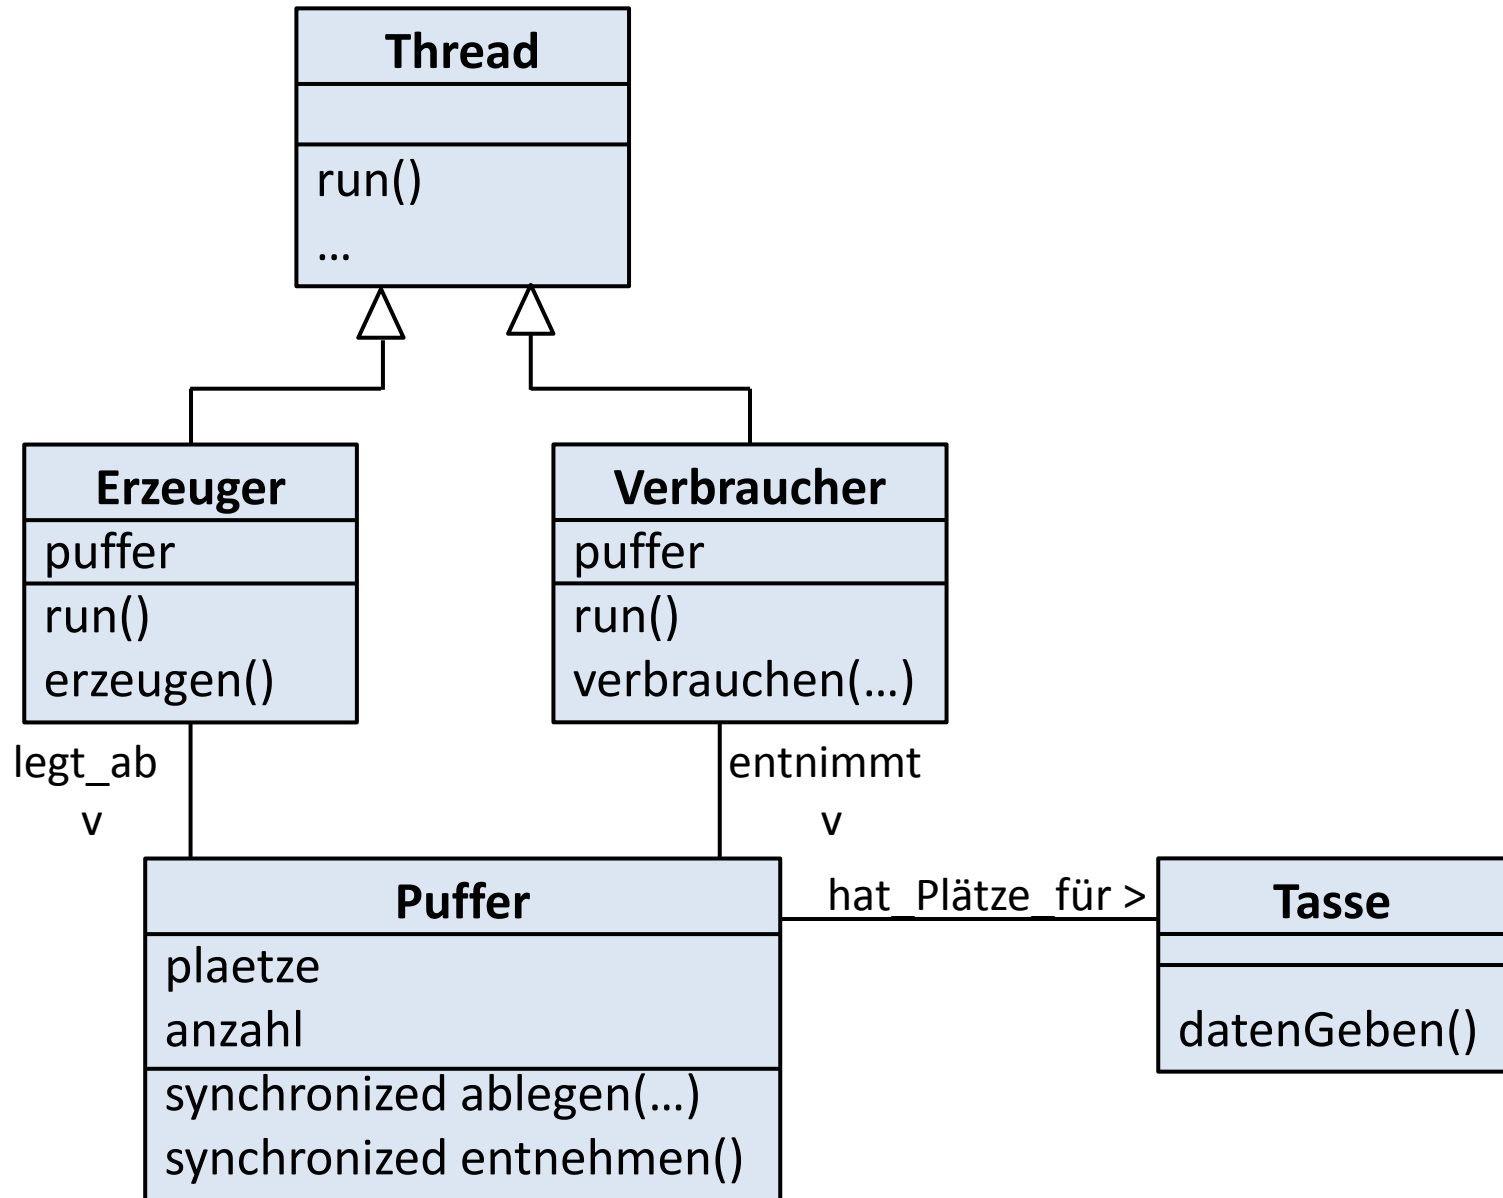 Thread
run()
...
Erzeuger
puffer
run()
erzeugen()
Verbraucher
puffer
run()
verbrauchen(...)
legt_ab
v
entnimmt
v
Puffer
plaetze
anzahl
synchronized ablegen(...)
synchronized entnehmen()
hat_Plätze_für >
Tasse
datenGeben()